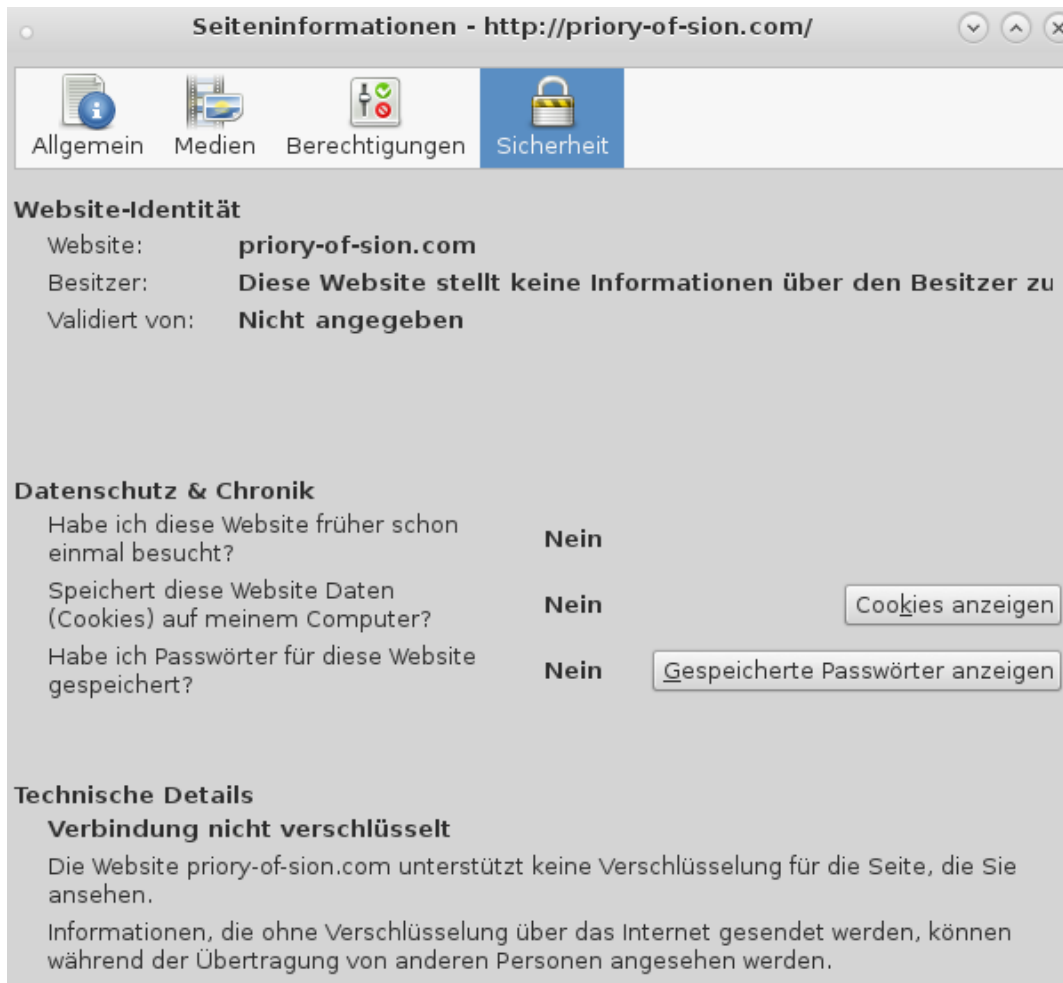 Seiteninformationen - http://priory-of-sion.com/
Allgemein Medien Berechtigungen Sicherheit
Website-Identität
Website: priory-of-sion.com
Besitzer: Diese Website stellt keine Informationen über den Besitzer zu
Validiert von: Nicht angegeben
Datenschutz & Chronik
Habe ich diese Website früher schon
einmal besucht?
Nein
Speichert diese Website Daten
(Cookies) auf meinem Computer?
Nein
Cookies anzeigen
Habe ich Passwörter für diese Website
gespeichert?
Nein
Gespeicherte Passwörter anzeigen
Technische Details
Verbindung nicht verschlüsselt
Die Website priory-of-sion.com unterstützt keine Verschlüsselung für die Seite, die Sie
ansehen.
Informationen, die ohne Verschlüsselung über das Internet gesendet werden, können
während der Übertragung von anderen Personen angesehen werden.